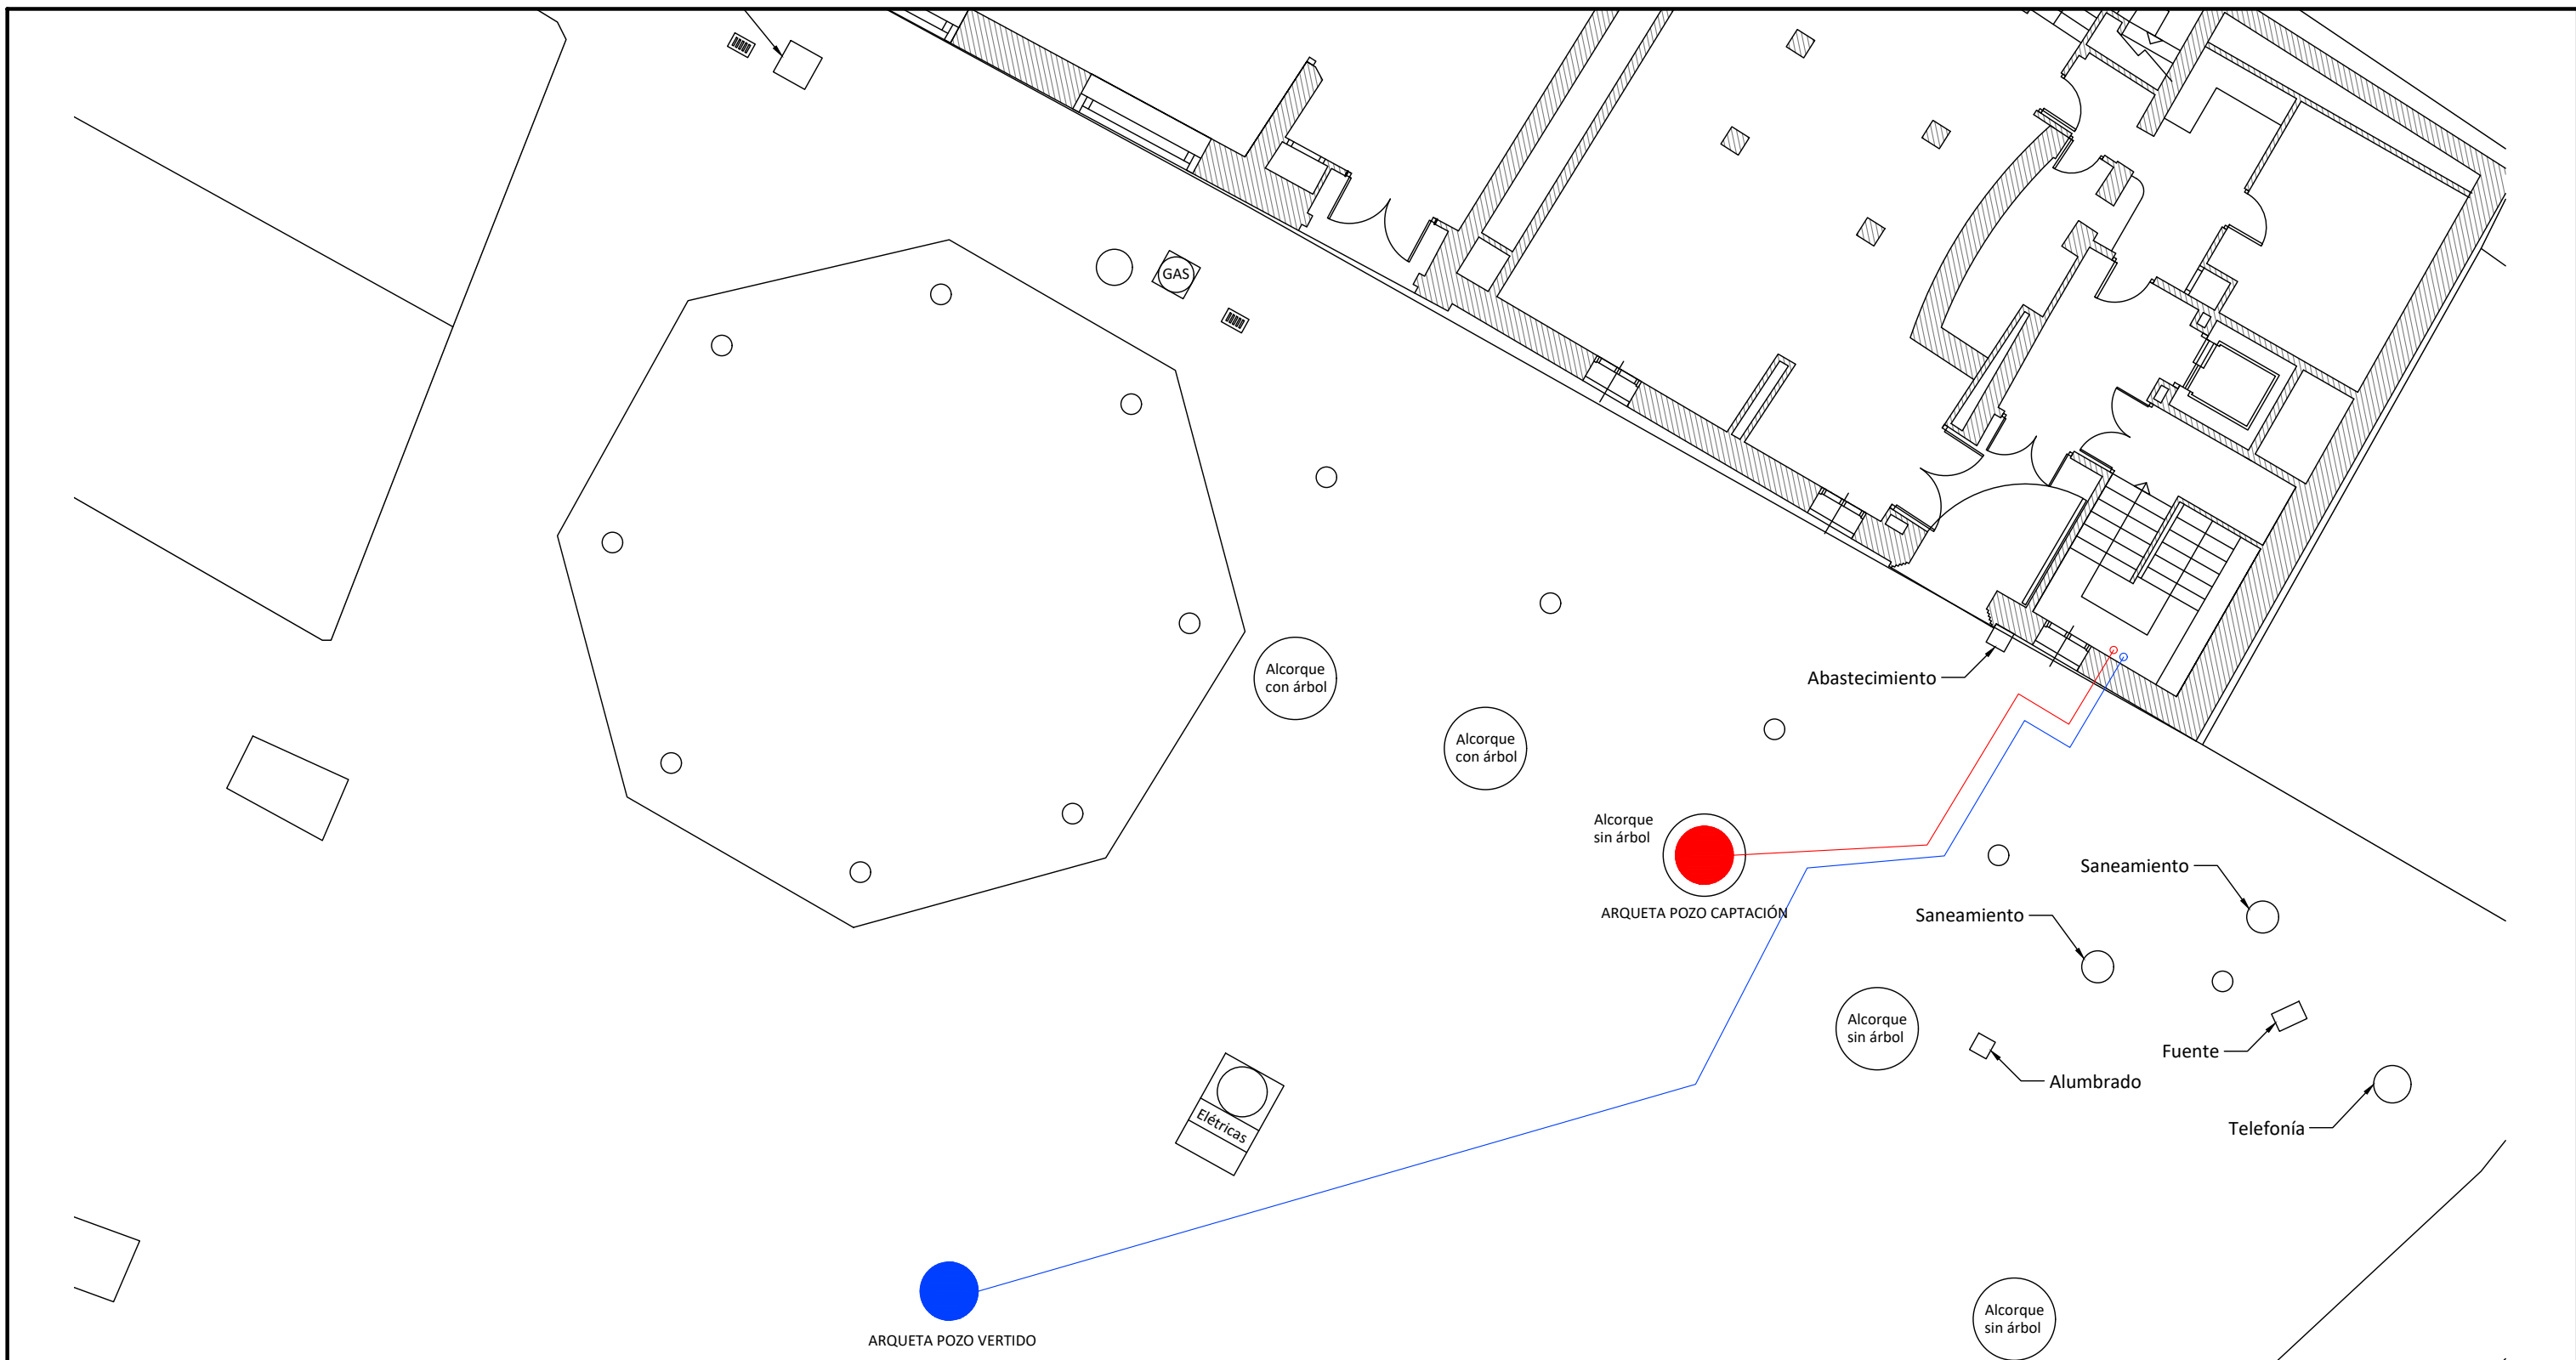 GAS
Alcorque
con árbol
Abastecimiento
Alcorque
con árbol
Alcorque
sin árbol
Saneamiento
ARQUETA POZO CAPTACIÓN
Saneamiento
Alcorque
sin árbol
Fuente
Alumbrado
Elétricas
Telefonía
Alcorque
sin árbol
ARQUETA POZO VERTIDO